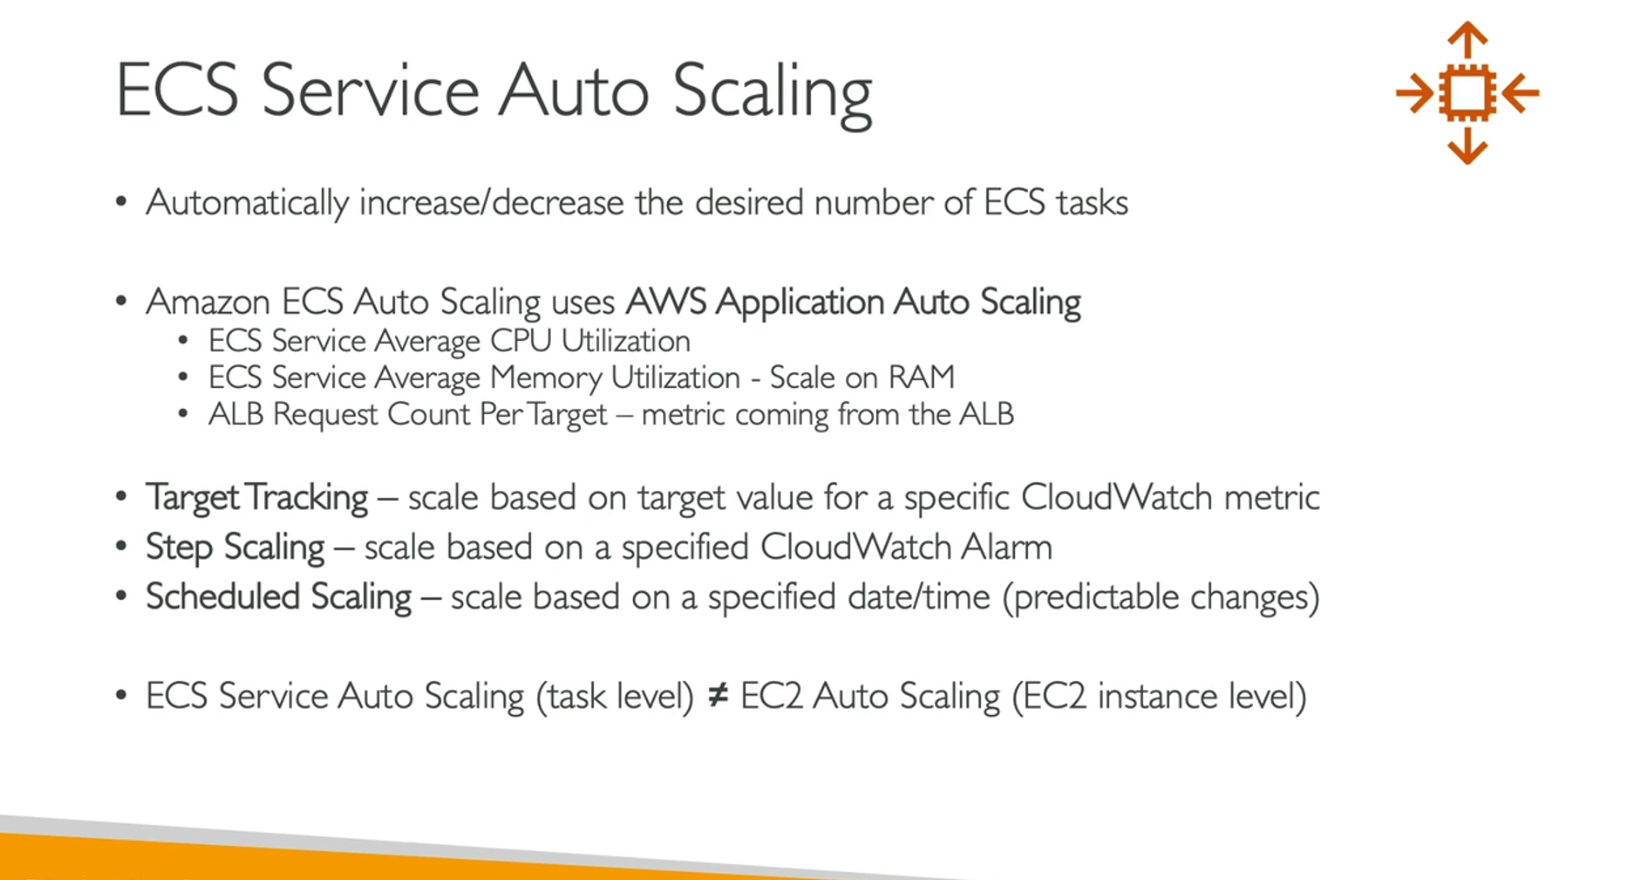 ECS Service Auto Scaling
• Automatically increase/decrease the desired number of ECS tasks
• Amazon ECS Auto Scaling uses AWS Application Auto Scaling
• ECS Service Average CPU Utilization
• ECS Service Average Memory Utilization - Scale on RAM
• ALB Request Count Per Target – metric coming from the ALB
• Target Tracking – scale based on target value for a specific CloudWatch metric
• Step Scaling – scale based on a specified CloudWatch Alarm
• Scheduled Scaling – scale based on a specified date/time (predictable changes)
• ECS Service Auto Scaling (task level) ≠ EC2 Auto Scaling (EC2 instance level)